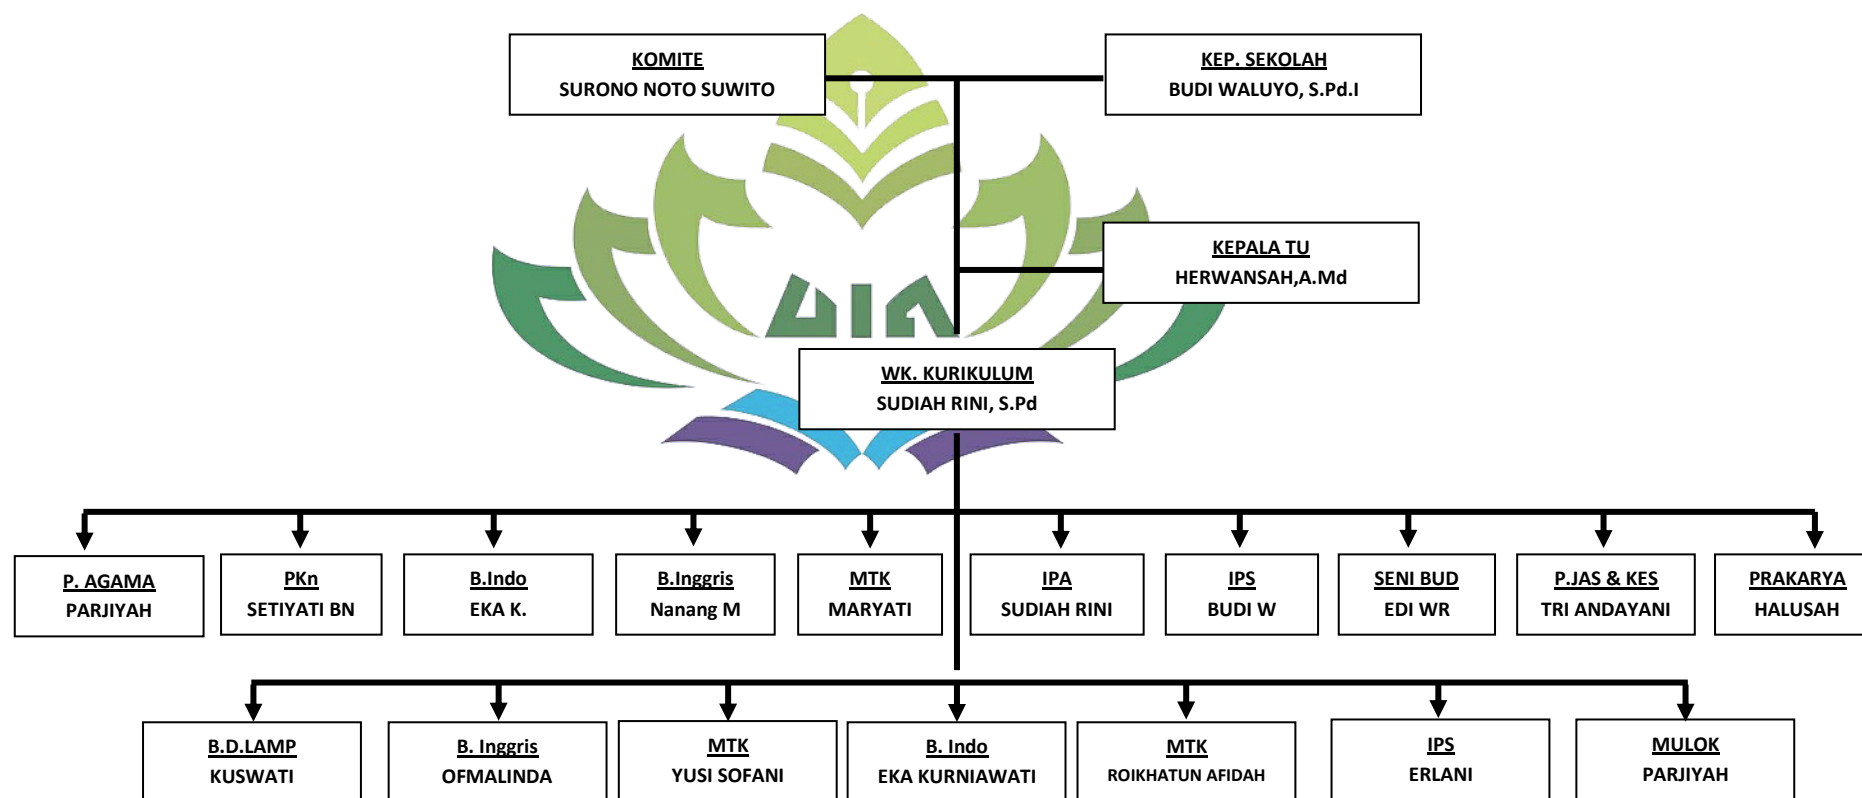 KOMITE
SURONO NOTO SUWITO
KEP. SEKOLAH
BUDI WALUYO, S.Pd.I
KEPALA TU
HERWANSAH,A.Md
UIN
WK. KURIKULUM
SUDIAH RINI, S.Pd
P. AGAMA
PARJIYAH
PKn
SETIYATI BN
B.Indo
EKA K.
B.Inggris
Nanang M
MTK
MARYATI
IPA
SUDIAH RINI
IPS
BUDI W
SENI BUD
EDI WR
P.JAS & KES
TRI ANDAYANI
PRAKARYA
HALUSAH
B.D.LAMP
KUSWATI
B. Inggris
OFMALINDA
MTK
YUSI SOFANI
B. Indo
EKA KURNIAWATI
MTK
ROIKHATUN AFIDAH
IPS
ERLANI
MULOK
PARJIYAH